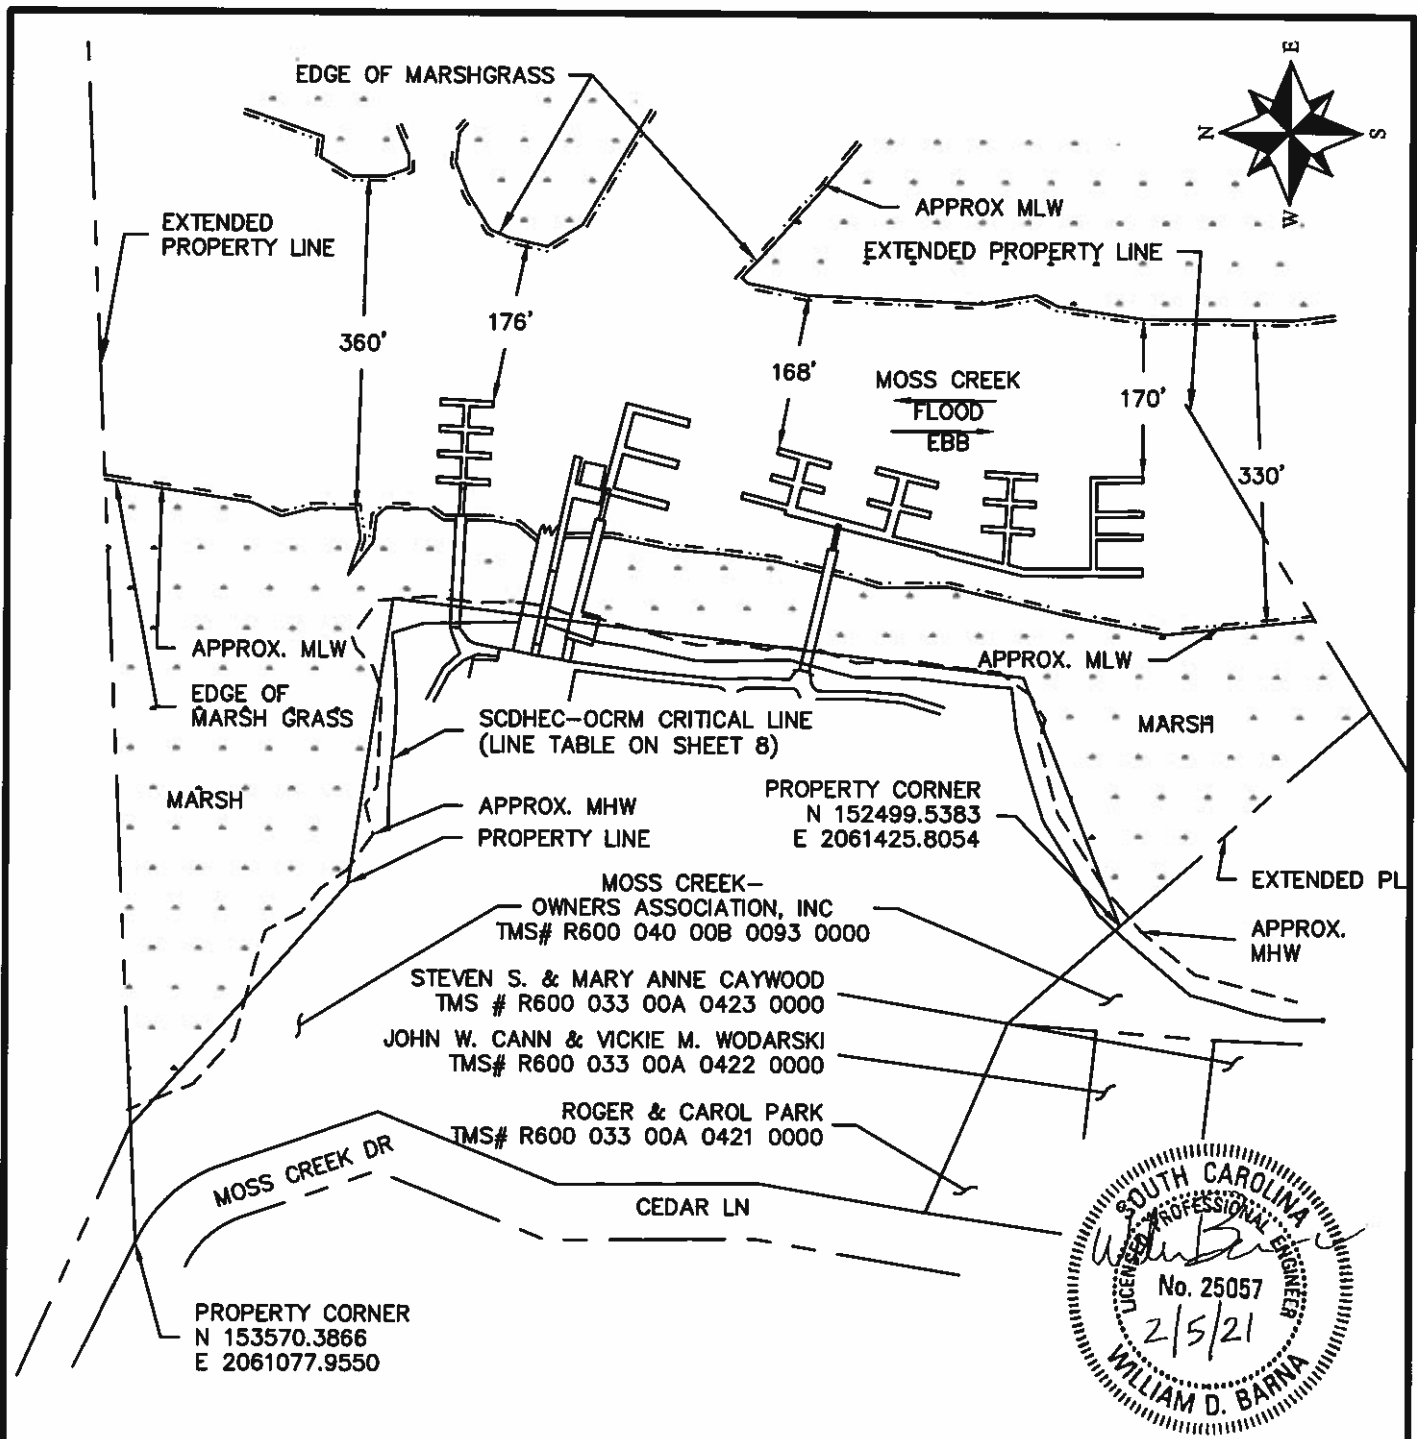 EDGE OF MARSHGRASS
E
N
S
W
EXTENDED
PROPERTY LINE
APPROX MLW
EXTENDED PROPERTY LINE
360'
176'
168'
MOSS CREEK
FLOOD
EBB
170'
330'
APPROX. MLW
EDGE OF
MARSH GRASS
APPROX. MLW
MARSH
SCDHEC-OCRM CRITICAL LINE
(LINE TABLE ON SHEET 8)
MARSH
APPROX. MHW
PROPERTY LINE
PROPERTY CORNER
N 152499.5383
E 2061425.8054
EXTENDED PL
MOSS CREEK-
OWNERS ASSOCIATION, INC
TMS# R600 040 00B 0093 0000
APPROX.
MHW
STEVEN S. & MARY ANNE CAYWOOD
TMS # R600 033 00A 0423 0000
JOHN W. CANN & VICKIE M. WODARSKI
TMS# R600 033 00A 0422 0000
ROGER & CAROL PARK
TMS# R600 033 00A 0421 0000
MOSS CREEK DR
CEDAR LN
PROPERTY CORNER
N 153570.3866
E 2061077.9550
SOUTH CAROLINA
LICENSED PROFESSIONAL ENGINEER
No. 25057
2/5/21
WILLIAM D. BARNA